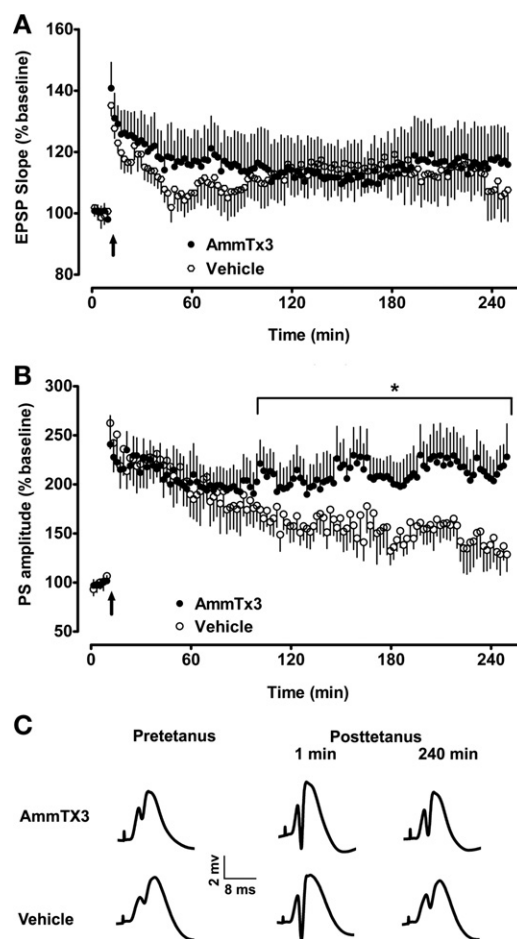 A
EPSP Slope (% baseline)
160
140
120
100
80
AmmTx3
Vehicle
0
60
120
180
240
Time (min)
B
PS amplitude (% baseline)
300
250
200
150
100
50
*
AmmTx3
Vehicle
0
60
120
180
240
Time (min)
C
Pretetanus
Posttetanus
1 min
240 min
AmmTX3
2 mv
8 ms
Vehicle